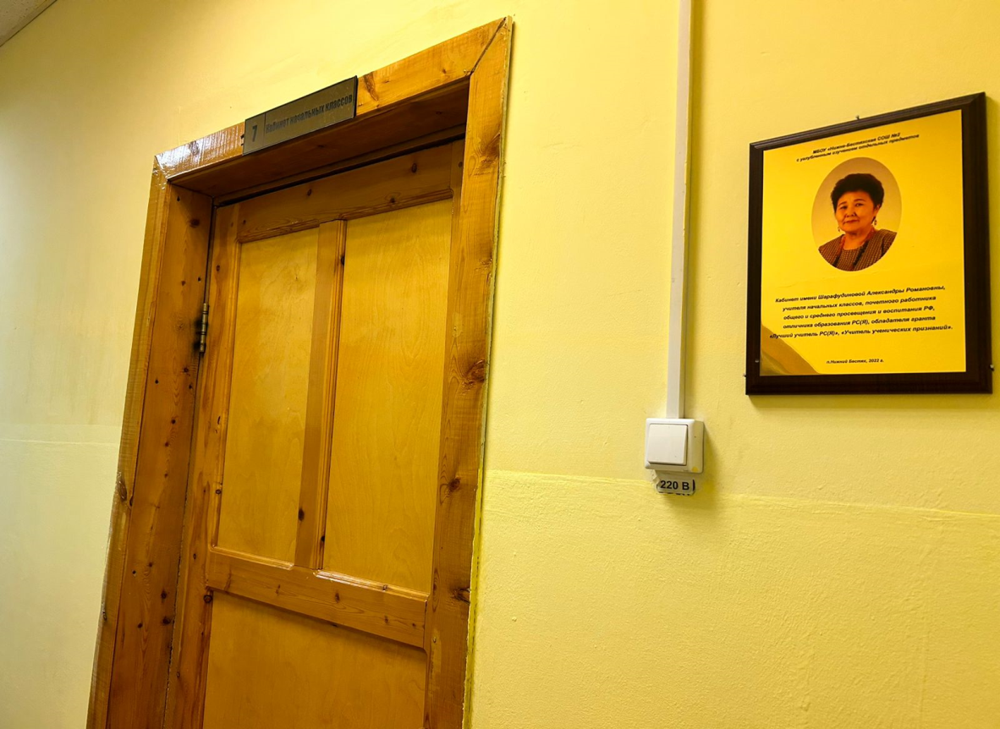 7 Кабинет начальных классов
МБОУ «Нижне-Бестяхская СОШ №2
с углубленным изучением отдельных предметов
Кабинет имени Шарафудиновой Александры Романовны,
учителя начальных классов, почетного работника
общего и среднего просвещения и воспитания РФ,
отличника образования РС(Я), обладателя гранта
«Лучший учитель РС(Я)», «Учитель ученических признаний».
п.Нижний Бестях, 2022 г.
220 В